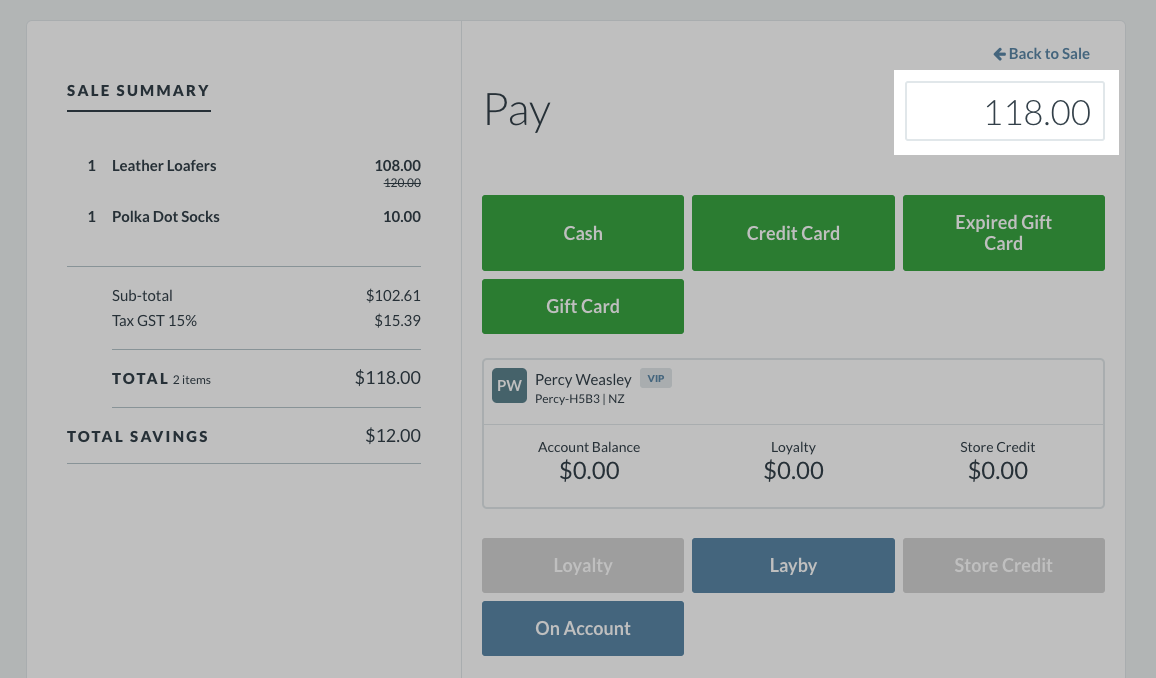 SALE SUMMARY
1 Leather Loafers 108.00
120.00
1 Polka Dot Socks 10.00
Sub-total $102.61
Tax GST 15% $15.39
TOTAL 2 items $118.00
TOTAL SAVINGS $12.00
Back to Sale
Pay 118.00
Cash
Credit Card
Expired Gift
Card
Gift Card
PW
Percy Weasley VIP
Percy-H5B3 | NZ
Account Balance
$0.00
Loyalty
$0.00
Store Credit
$0.00
Loyalty
Layby
Store Credit
On Account